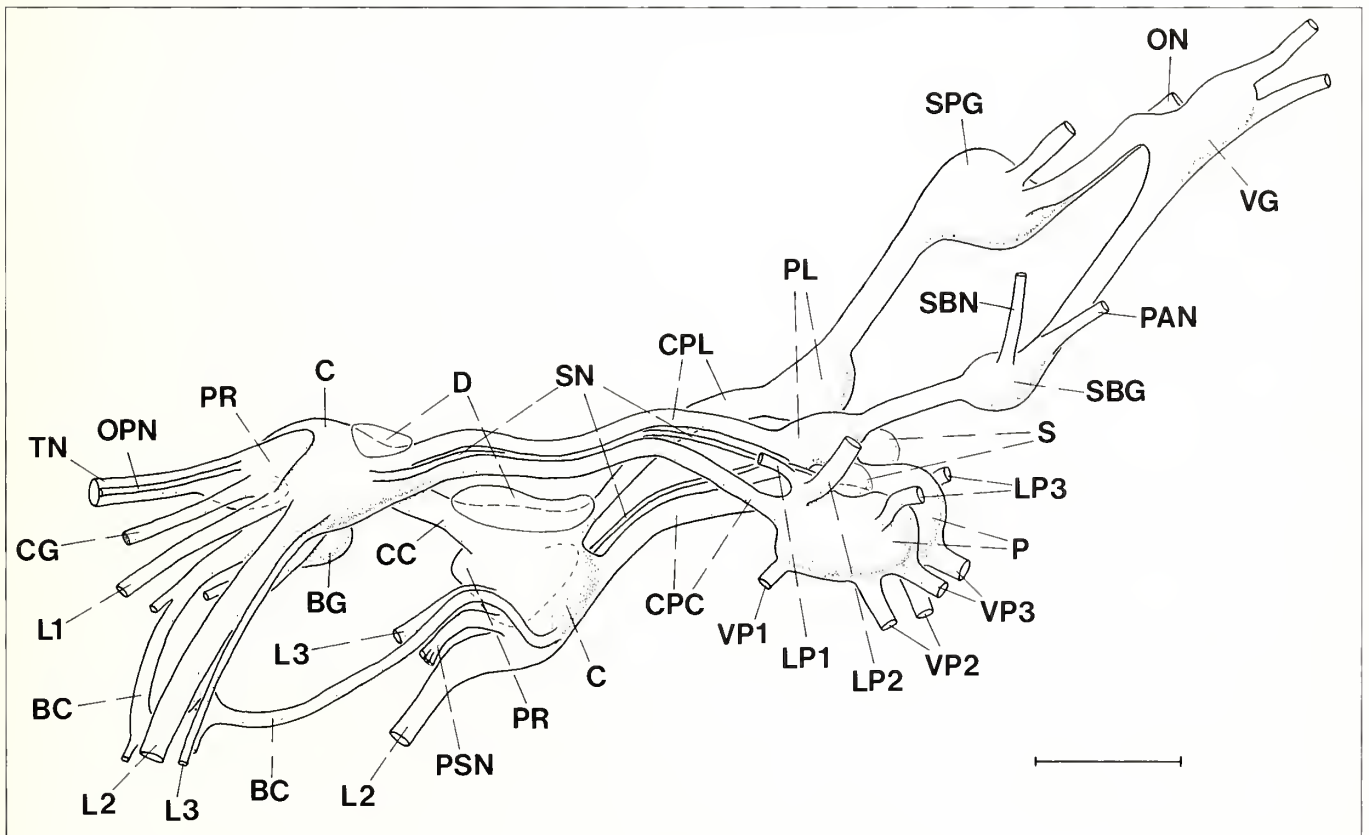 ON
SPG
VG
PL
SBN
PAN
CPL
C
D
SN
PR
SBG
OPN
TN
S
LP3
CG
CC
P
BG
CPC
VP3
L1
VP1
L3
LP1
VP2
C
LP2
BC
PR
PSN
L2
L3
BC
L2